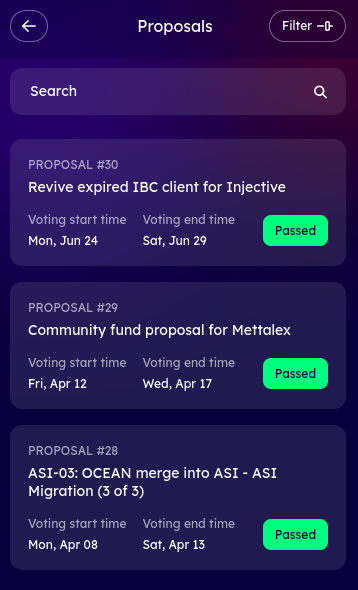 Proposals
Filter
Search
PROPOSAL #30
Revive expired IBC client for Injective
Voting start time Voting end time
Mon, Jun 24 Sat, Jun 29
Passed
PROPOSAL #29
Community fund proposal for Mettalex
Voting start time Voting end time
Fri, Apr 12 Wed, Apr 17
Passed
PROPOSAL #28
ASI-03: OCEAN merge into ASI - ASI
Migration (3 of 3)
Voting start time Voting end time
Mon, Apr 08 Sat, Apr 13
Passed